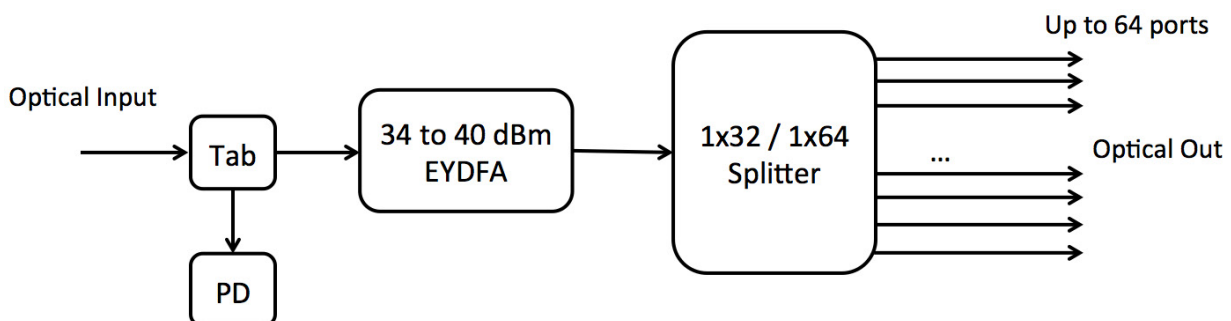 Up to 64 ports
Optical Input
Tab
34 to 40 dBm
EYDFA
1x32 / 1x64
Splitter
...
Optical Out
PD